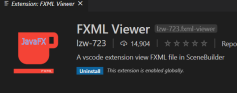 Extension: FXML Viewer
JavaFX
FXML Viewer
lzw-723.fxml-viewer
lzw-723
14,904
Repo
A vscode extension view FXML file in SceneBuilder
Uninstall
This extension is enabled globally.